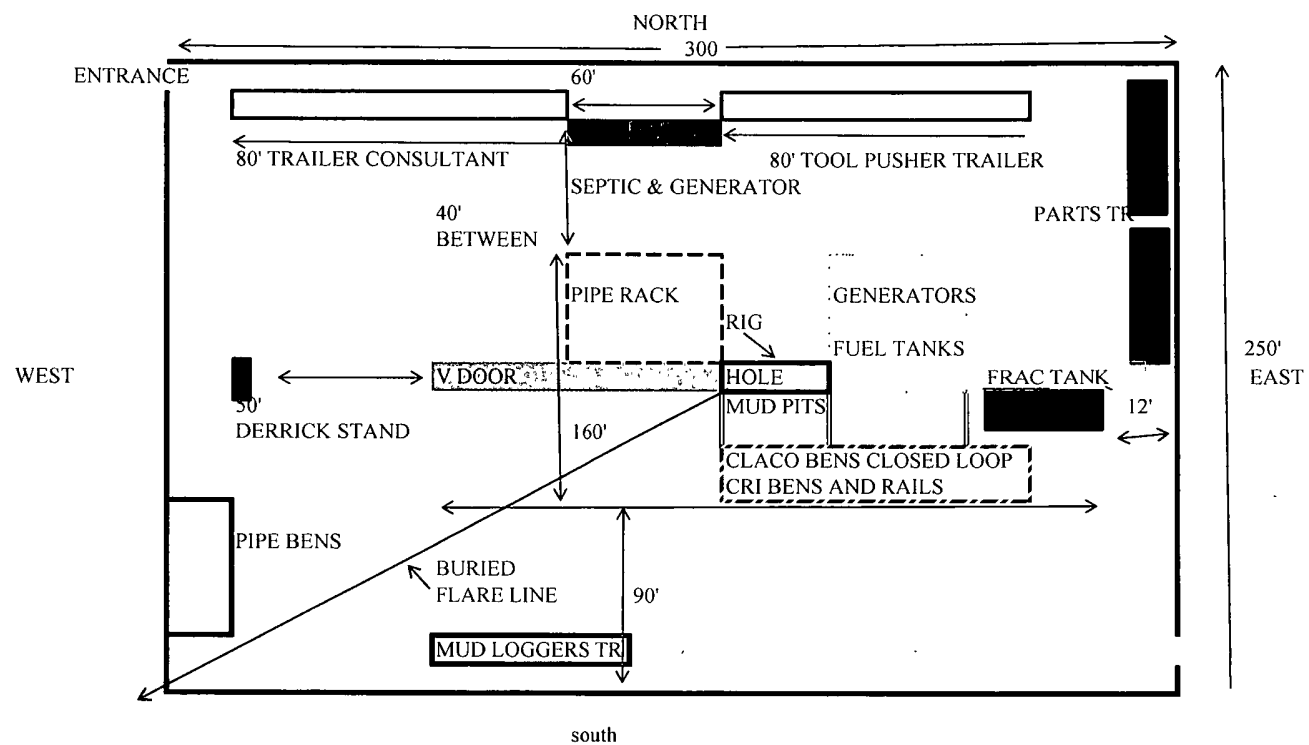 NORTH
300
ENTRANCE
60'
80' TRAILER CONSULTANT
80' TOOL PUSHER TRAILER
SEPTIC & GENERATOR
40'
BETWEEN
PARTS TR
PIPE RACK
GENERATORS
RIG
FUEL TANKS
250'
EAST
WEST
V. DOOR
HOLE
FRAC TANK
MUD PITS
50'
DERRICK STAND
12'
160'
CLACO BENS CLOSED LOOP
CRI BENS AND RAILS
PIPE BENS
BURIED
FLARE LINE
90'
MUD LOGGERS TR
south